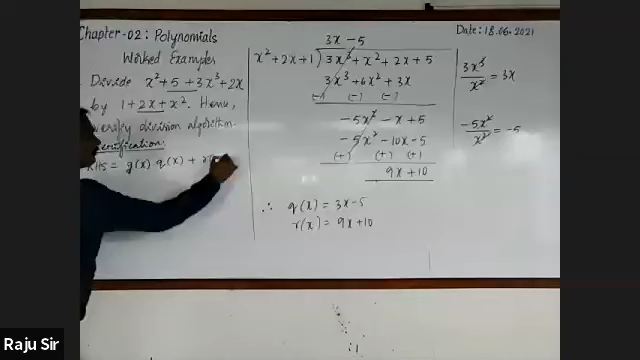 Chapter-02: Polynomials
Date: 18.06.2021
Worked Examples
Divide x² + 5 + 3x³ + 2x
by 1 + 2x + x². Hence,
verify division algorithm.
Verification:
RHS = g(x) q(x) +
3x - 5
x² + 2x + 1) 3x³ + x² + 2x + 5
3x³ + 6x² + 3x
(-) (-) (-)
-5x² - x + 5
-5x² - 10x - 5
(+) (+) (+)
9x + 10
∴ q(x) = 3x - 5
r(x) = 9x + 10
3x³/x² = 3x
-5x²/x² = -5
Raju Sir